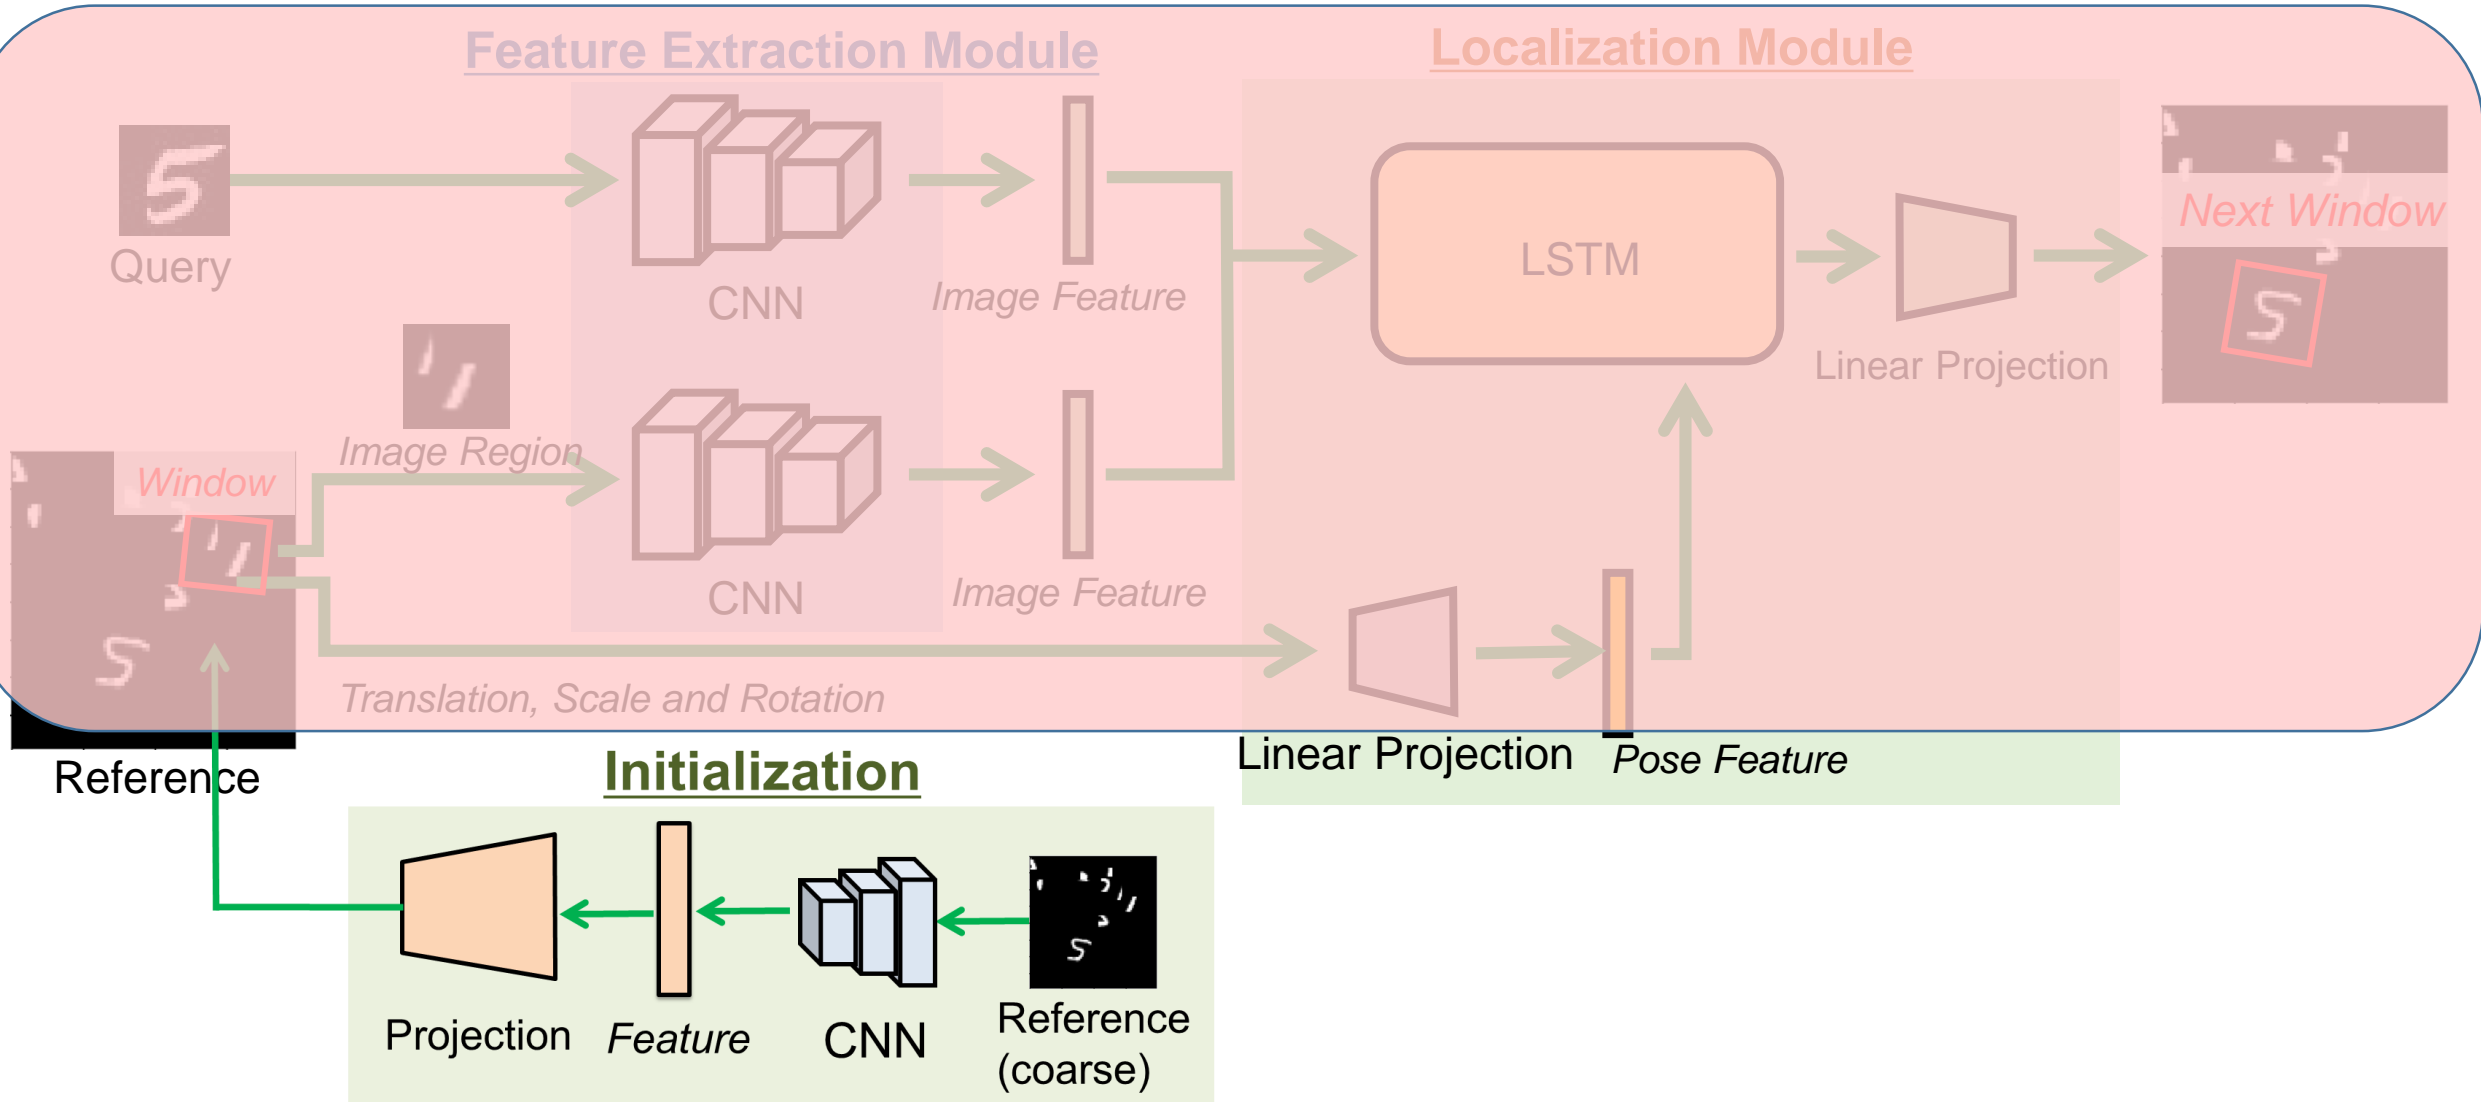 Feature Extraction Module
Localization Module
Query
CNN
Image Feature
LSTM
Linear Projection
Next Window
Image Region
Window
CNN
Image Feature
Translation, Scale and Rotation
Reference
Linear Projection
Pose Feature
Initialization
Projection
Feature
CNN
Reference
(coarse)